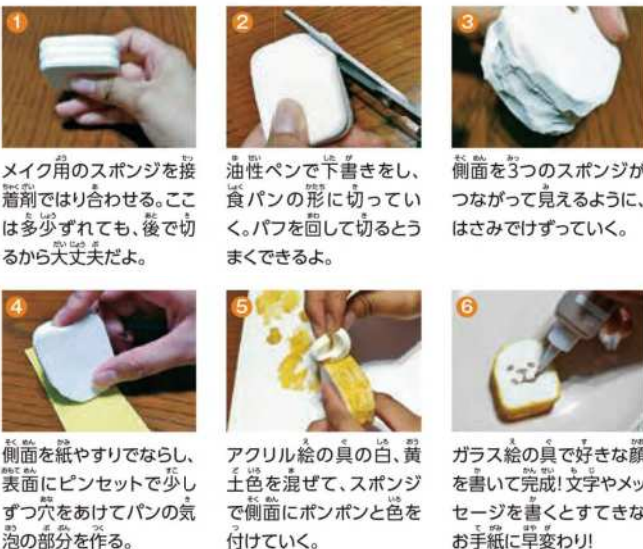 1
メイク用のスポンジを接
着剤ではり合わせる。ここ
は多少ずれても、後で切
るから大丈夫だよ。
2
油性ペンで下書きをし、
食パンの形に切ってい
く。パフを回して切るとう
まくできるよ。
3
側面を3つのスポンジが
つながって見えるように、
はさみでけずっていく。
4
側面を紙やすりでならし、
表面にピンセットで少し
ずつ穴をあけてパンの気
泡の部分を作る。
5
アクリル絵の具の白、黄
土色を混ぜて、スポンジ
で側面にポンポンと色を
付けていく。
6
ガラス絵の具で好きな顔
を書いて完成!文字やメッ
セージを書くとすてきな
お手紙に早変わり!